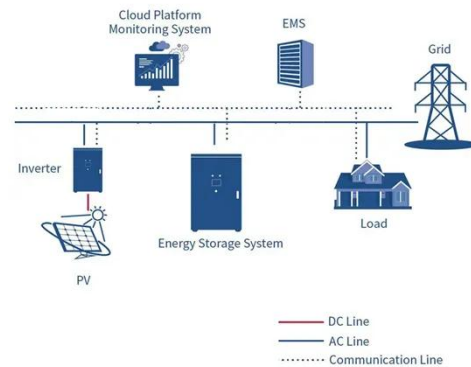 Cloud Platform
Monitoring System
EMS
Grid
Inverter
Energy Storage System
Load
PV
DC Line
AC Line
Communication Line